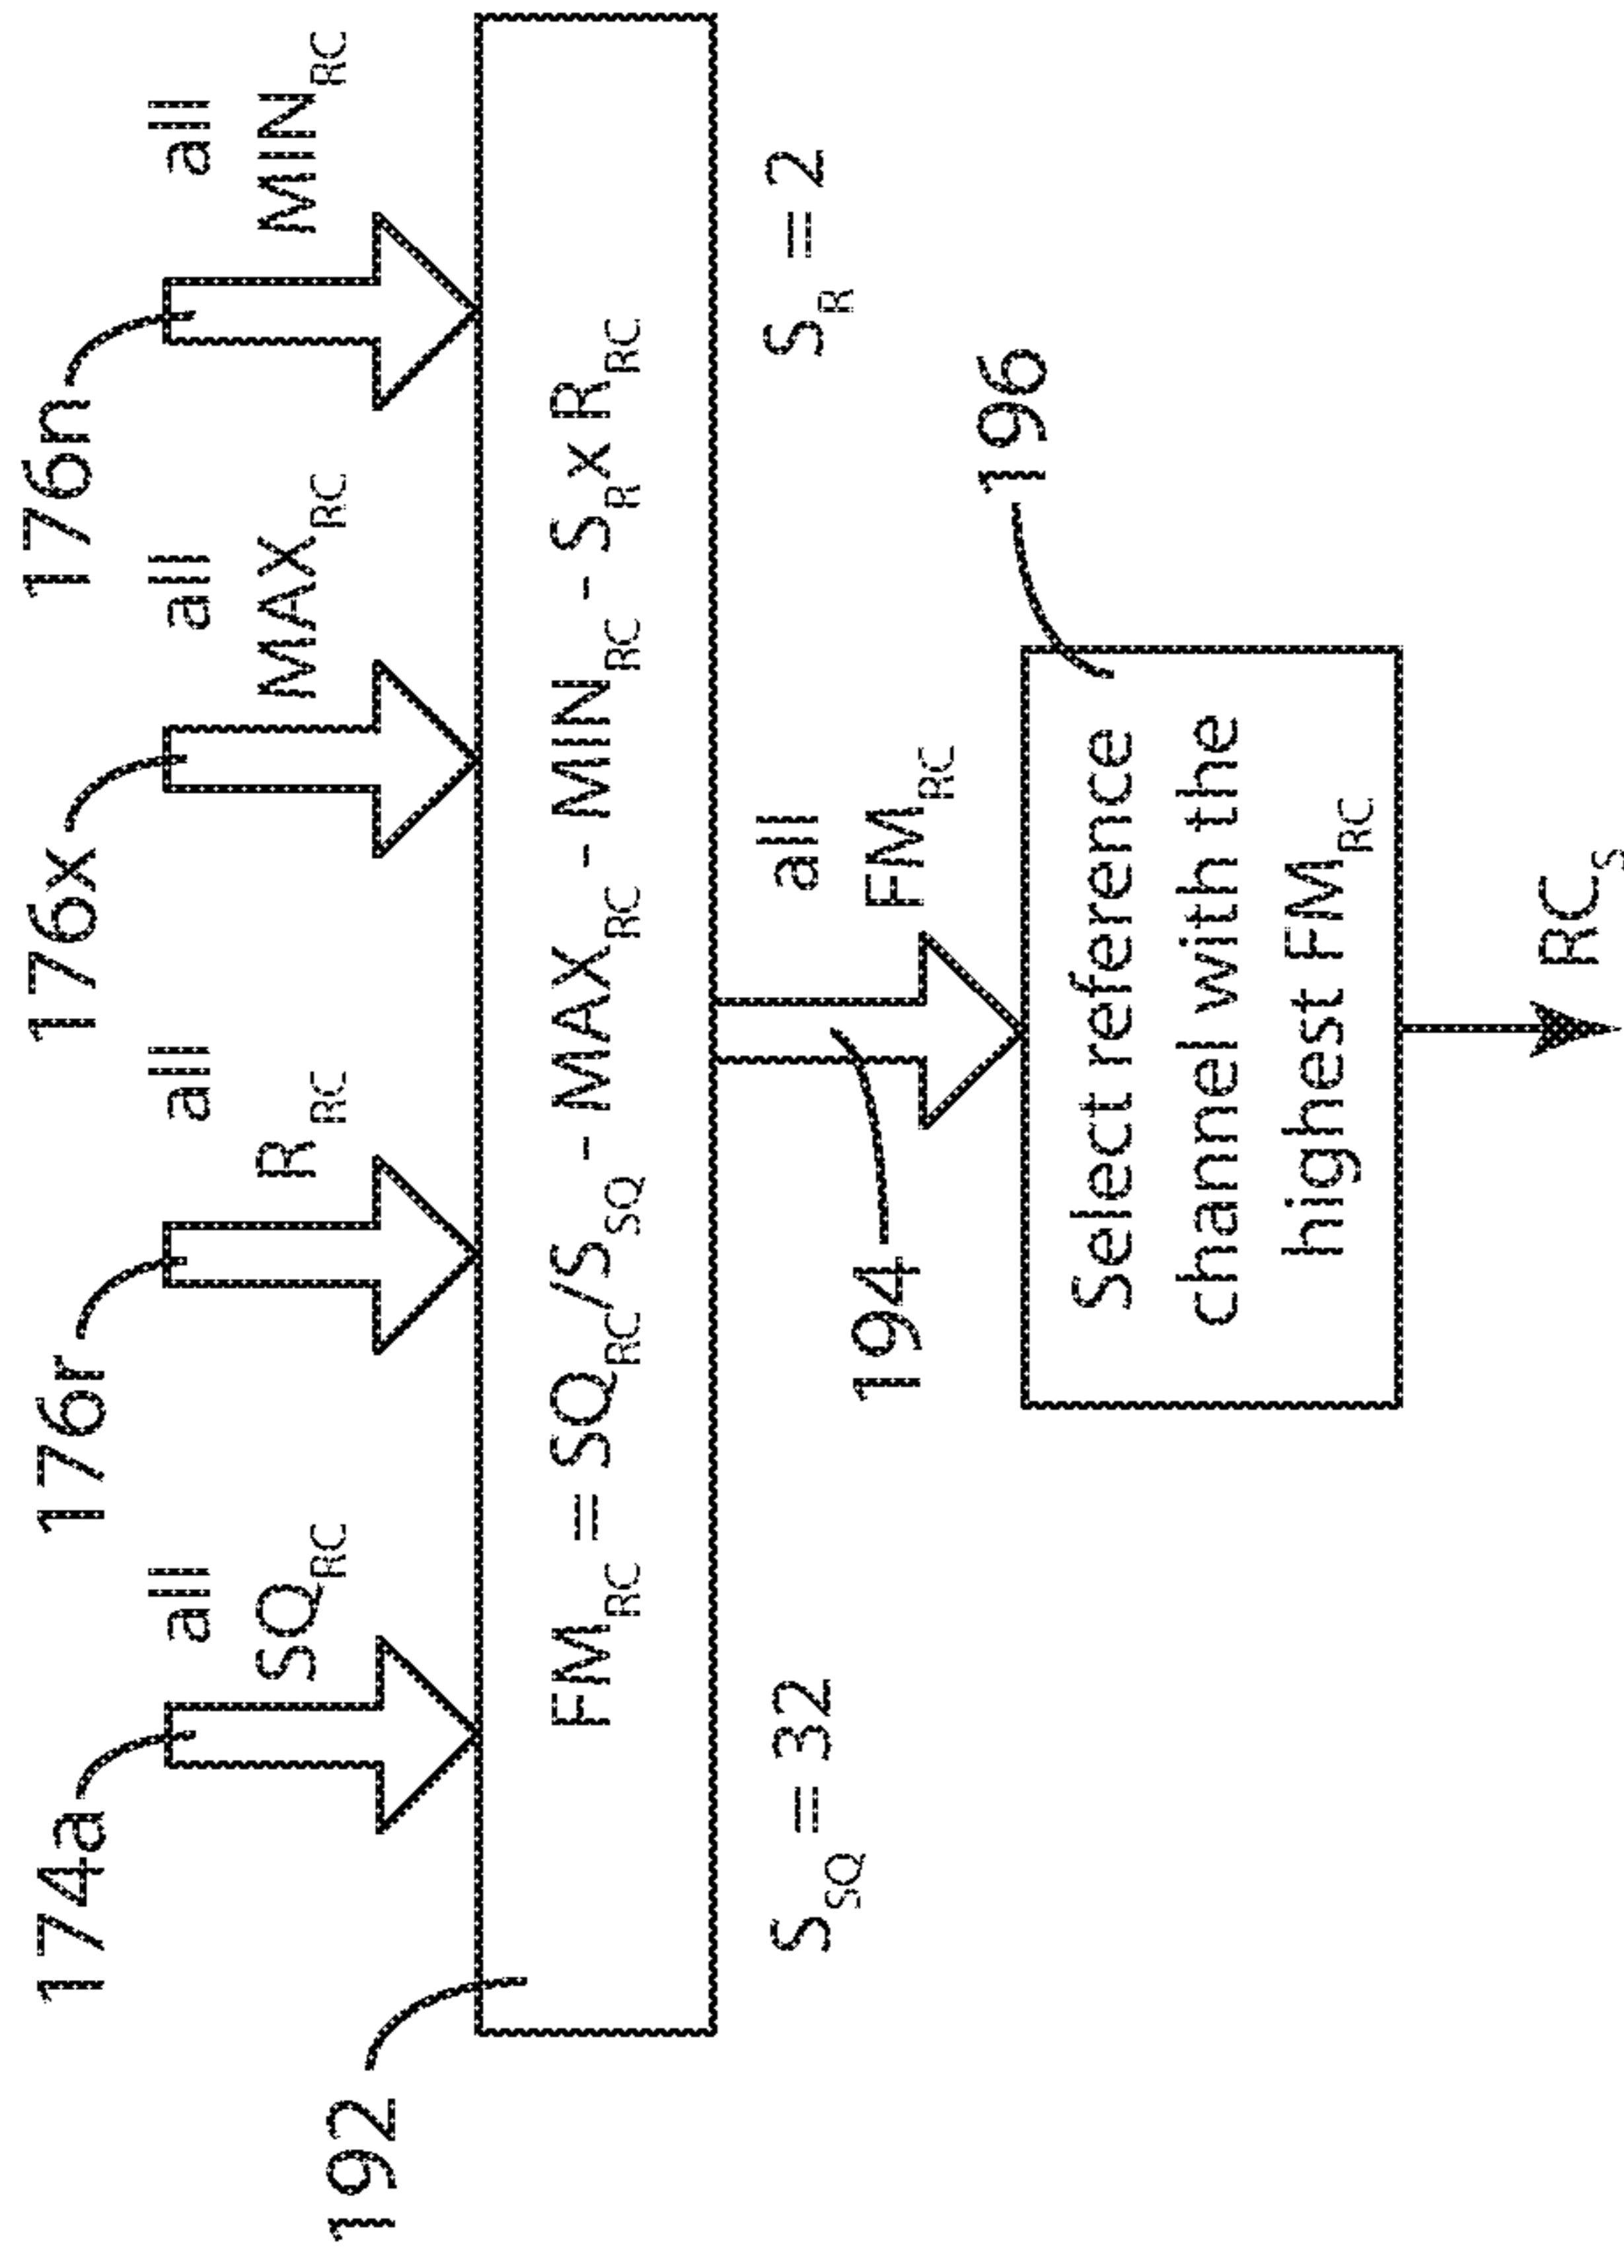 174a
176r
176x
176n
all
SQ_RC
all
R_RC
all
MAX_RC
all
MIN_RC
192
FM_RC = SQ_RC/S_SQ - MAX_RC - MIN_RC - S_R x R_RC
S_SQ = 32
S_R = 2
194
all
FM_RC
196
Select reference
channel with the
highest FM_RC
RC_S